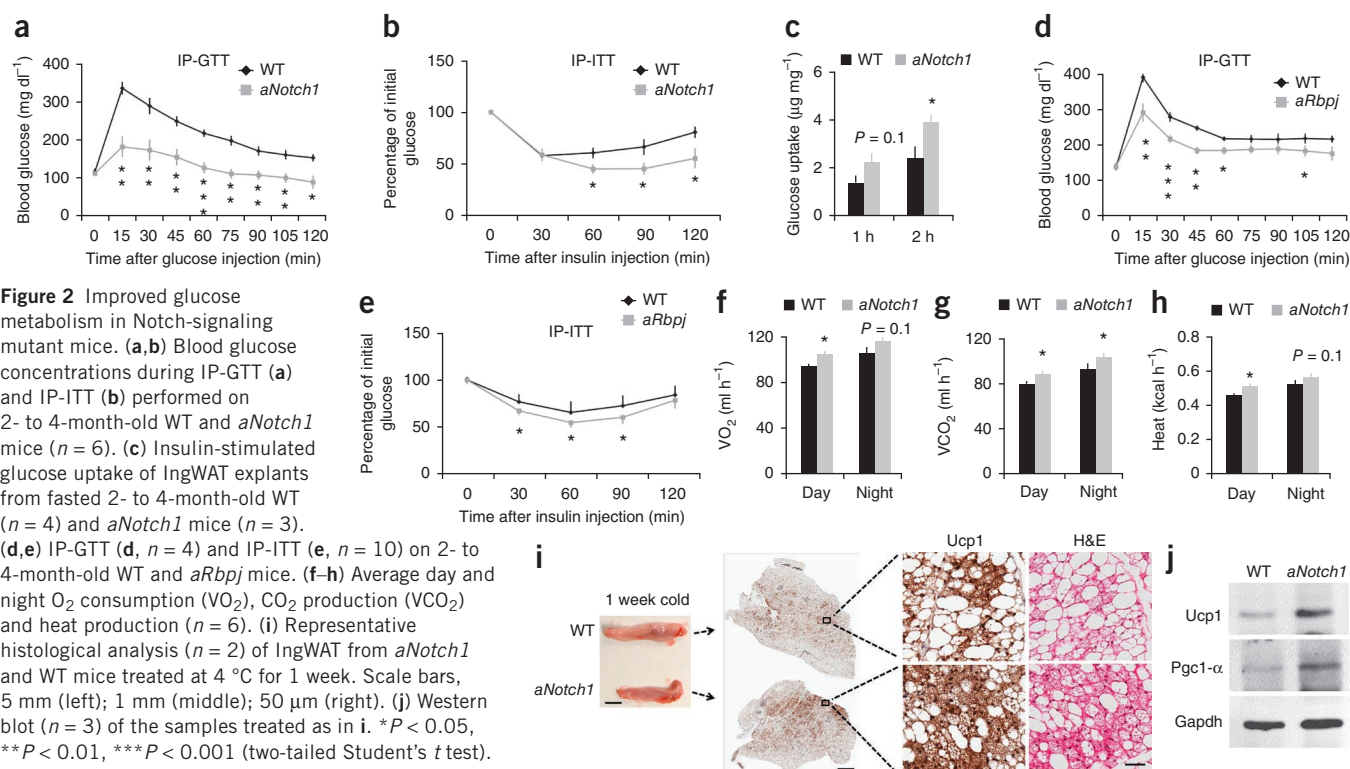 a
IP-GTT
WT
aNotch1
Blood glucose (mg dl⁻¹)
400
300
200
100
0
* * * * * * * * *
* * * * * * * *
*
0 15 30 45 60 75 90 105 120
Time after glucose injection (min)
b
IP-ITT
WT
aNotch1
Percentage of initial
glucose
150
100
50
0
* * *
0 30 60 90 120
Time after insulin injection (min)
c
WT aNotch1
Glucose uptake (µg mg⁻¹)
6
4
2
0
P = 0.1
*
1 h 2 h
d
IP-GTT
WT
aRbpj
Blood glucose (mg dl⁻¹)
400
300
200
100
0
* * * * *
* * *
*
0 15 30 45 60 75 90 105 120
Time after glucose injection (min)
Figure 2 Improved glucose
metabolism in Notch-signaling
mutant mice. (a,b) Blood glucose
concentrations during IP-GTT (a)
and IP-ITT (b) performed on
2- to 4-month-old WT and aNotch1
mice (n = 6). (c) Insulin-stimulated
glucose uptake of IngWAT explants
from fasted 2- to 4-month-old WT
(n = 4) and aNotch1 mice (n = 3).
(d,e) IP-GTT (d, n = 4) and IP-ITT (e, n = 10) on 2- to
4-month-old WT and aRbpj mice. (f–h) Average day and
night O₂ consumption (VO₂), CO₂ production (VCO₂)
and heat production (n = 6). (i) Representative
histological analysis (n = 2) of IngWAT from aNotch1
and WT mice treated at 4 °C for 1 week. Scale bars,
5 mm (left); 1 mm (middle); 50 µm (right). (j) Western
blot (n = 3) of the samples treated as in i. *P < 0.05,
**P < 0.01, ***P < 0.001 (two-tailed Student's t test).
e
IP-ITT
WT
aRbpj
Percentage of initial
glucose
150
100
50
0
* * *
0 30 60 90 120
Time after insulin injection (min)
f
WT aNotch1
VO₂ (ml h⁻¹)
120
80
40
0
*
P = 0.1
Day Night
g
WT aNotch1
VCO₂ (ml h⁻¹)
120
80
40
0
* *
Day Night
h
WT aNotch1
Heat (kcal h⁻¹)
0.8
0.6
0.4
0.2
0
*
P = 0.1
Day Night
i
1 week cold
WT
aNotch1
Ucp1 H&E
j
WT aNotch1
Ucp1
Pgc1-α
Gapdh